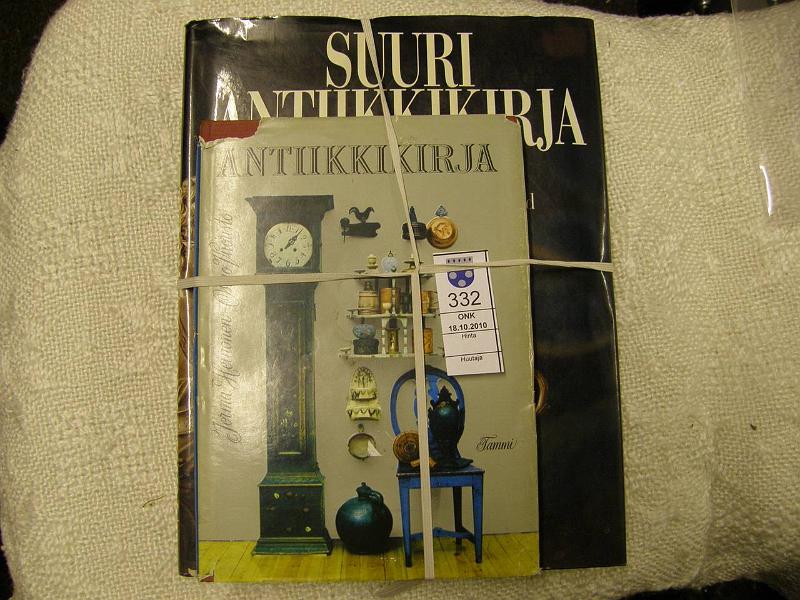 SUURI
ANTIIKKIKIRJA
ANTIIKKIKIRJA
332
ONK
18.10.2010
Hinta
Huutaja
Tammi